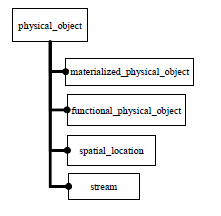 physical_object
materialized_physical_object
functional_physical_object
spatial_location
stream